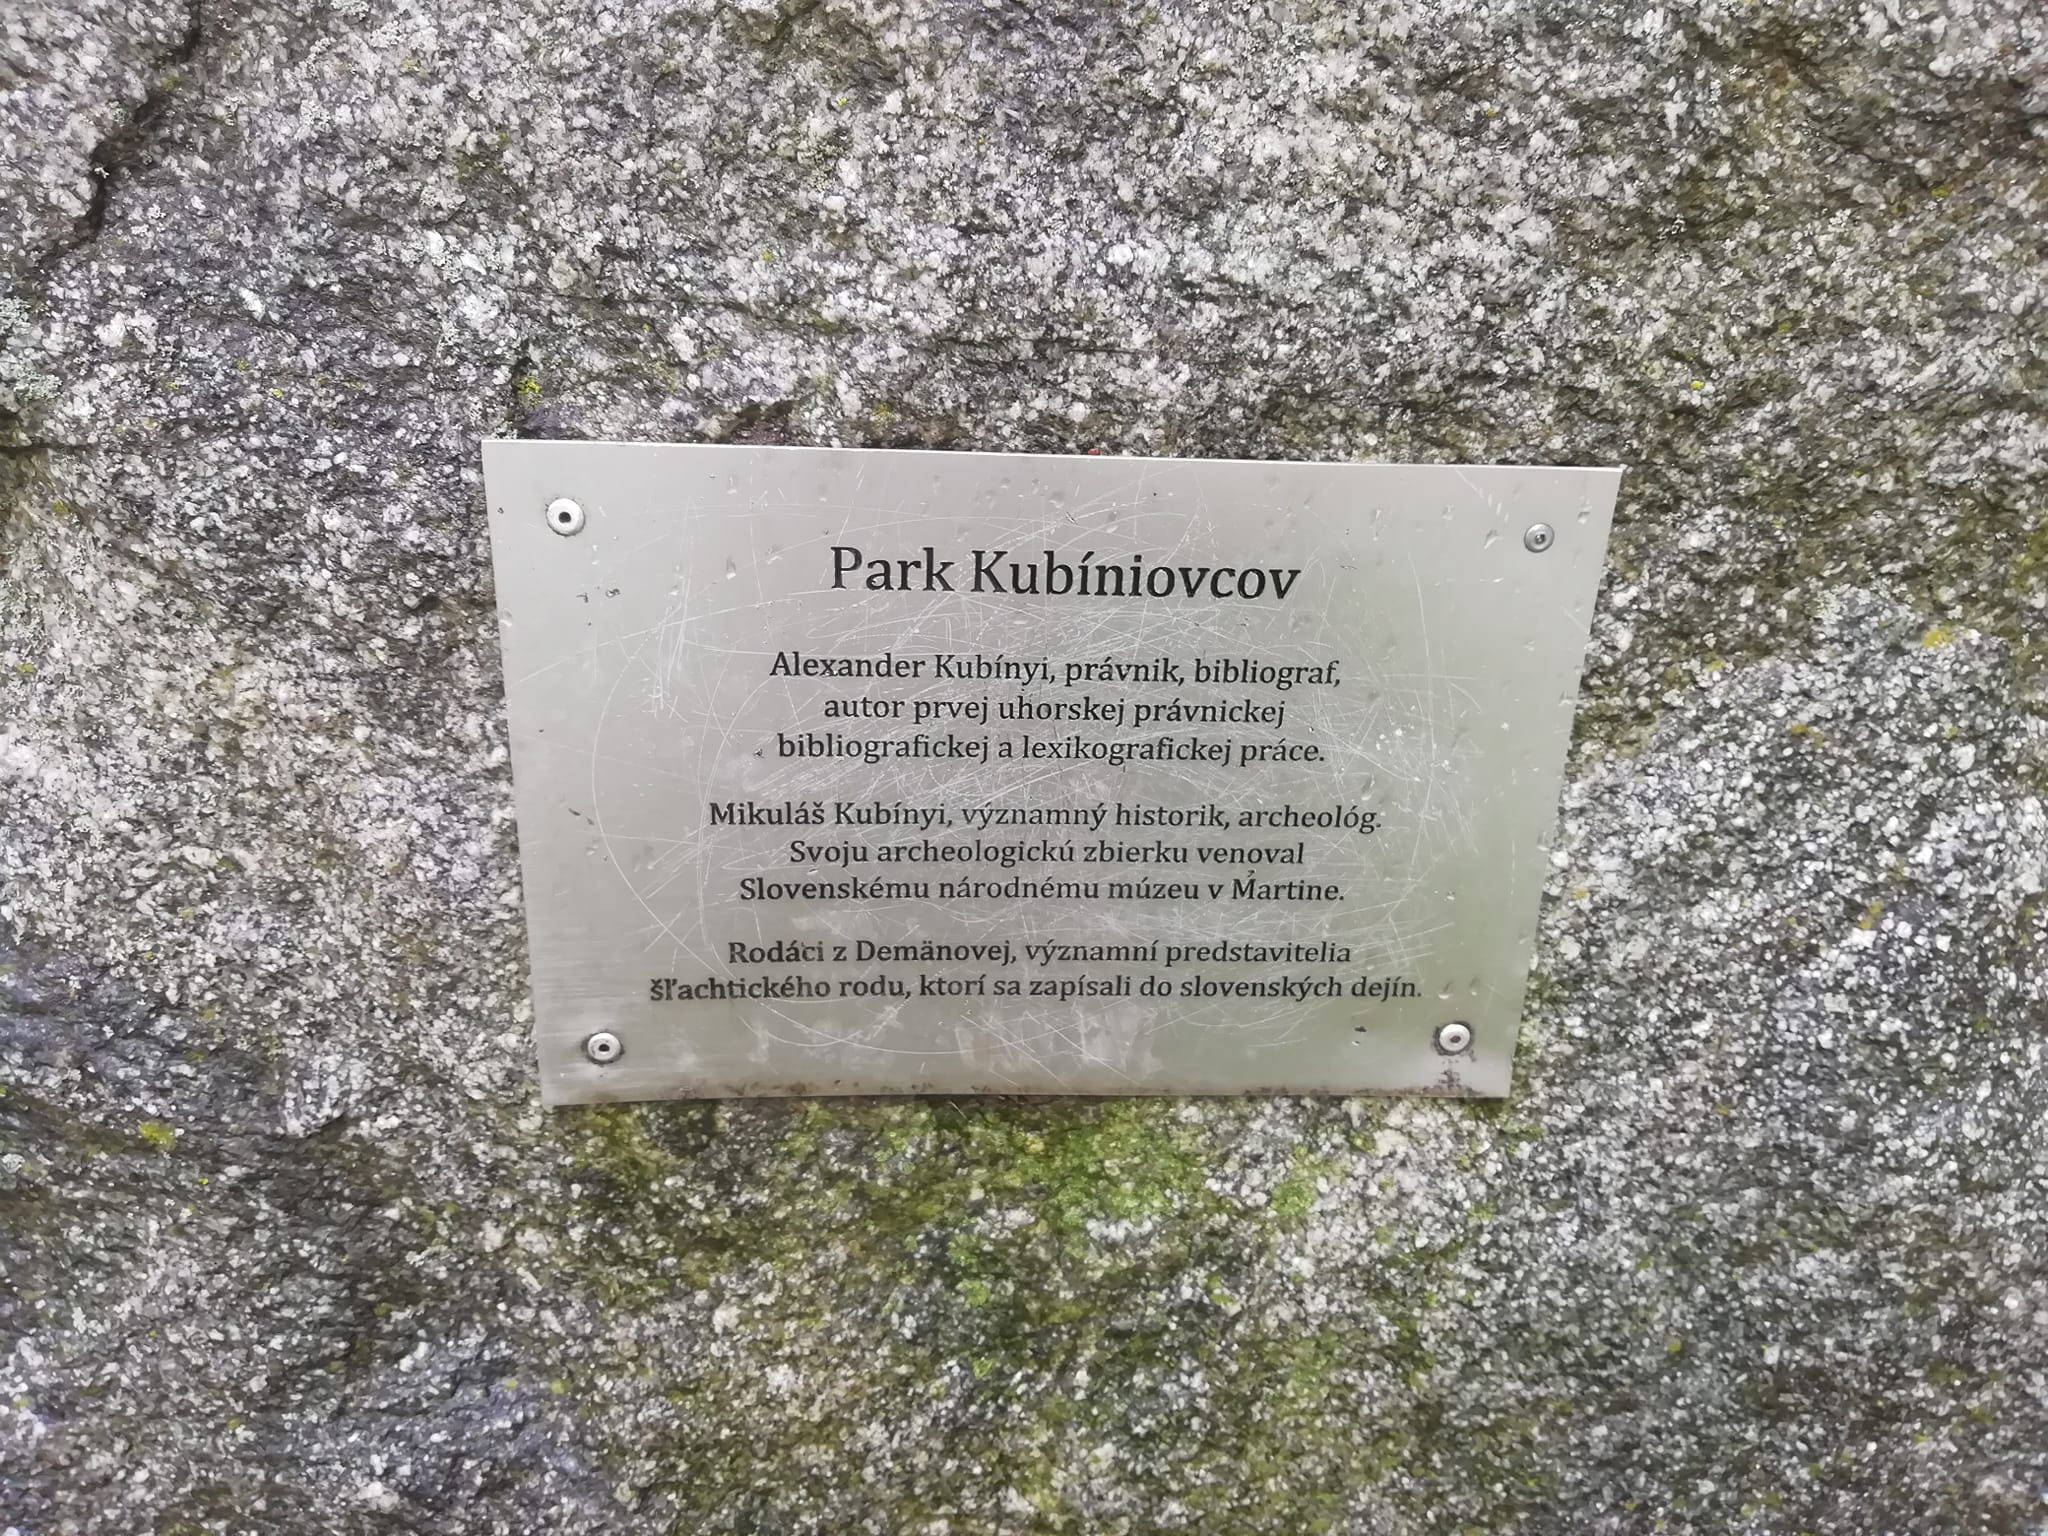 Park Kubíniovcov
Alexander Kubínyi, právnik, bibliograf,
autor prvej uhorskej právnickej
bibliografickej a lexikografickej práce.
Mikuláš Kubínyi, významný historik, archeológ.
Svoju archeologickú zbierku venoval
Slovenskému národnému múzeu v Martine.
Rodáci z Demänovej, významní predstavitelia
šľachtického rodu, ktorí sa zapísali do slovenských dejín.